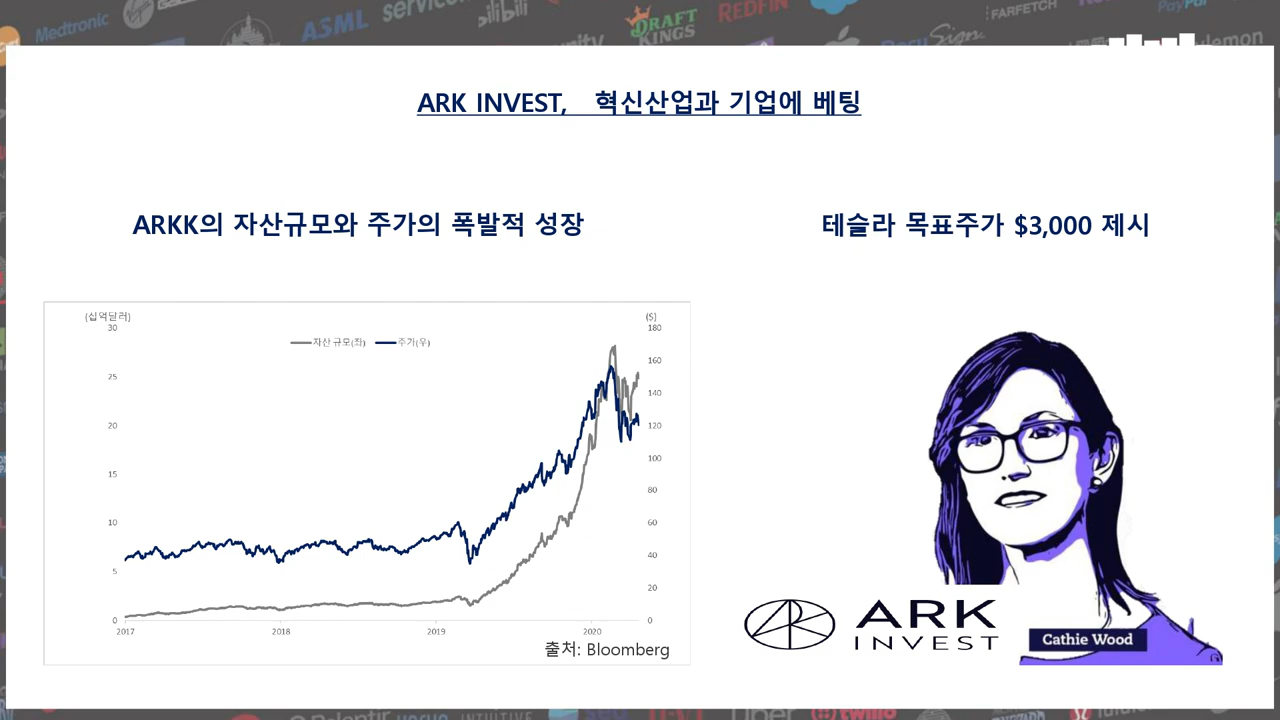 Medtronic
ASML
DRAFT
KINGS
REDFIN
FARFETCH
PayPal
ARK INVEST, 혁신산업과 기업에 베팅
ARKK의 자산규모와 주가의 폭발적 성장
테슬라 목표주가 $3,000 제시
(십억달러)
($)
자산 규모(좌)
주가(우)
30
25
20
15
10
5
0
180
160
140
120
100
80
60
40
20
0
2017
2018
2019
2020
출처: Bloomberg
ARK
INVEST
Cathie Wood